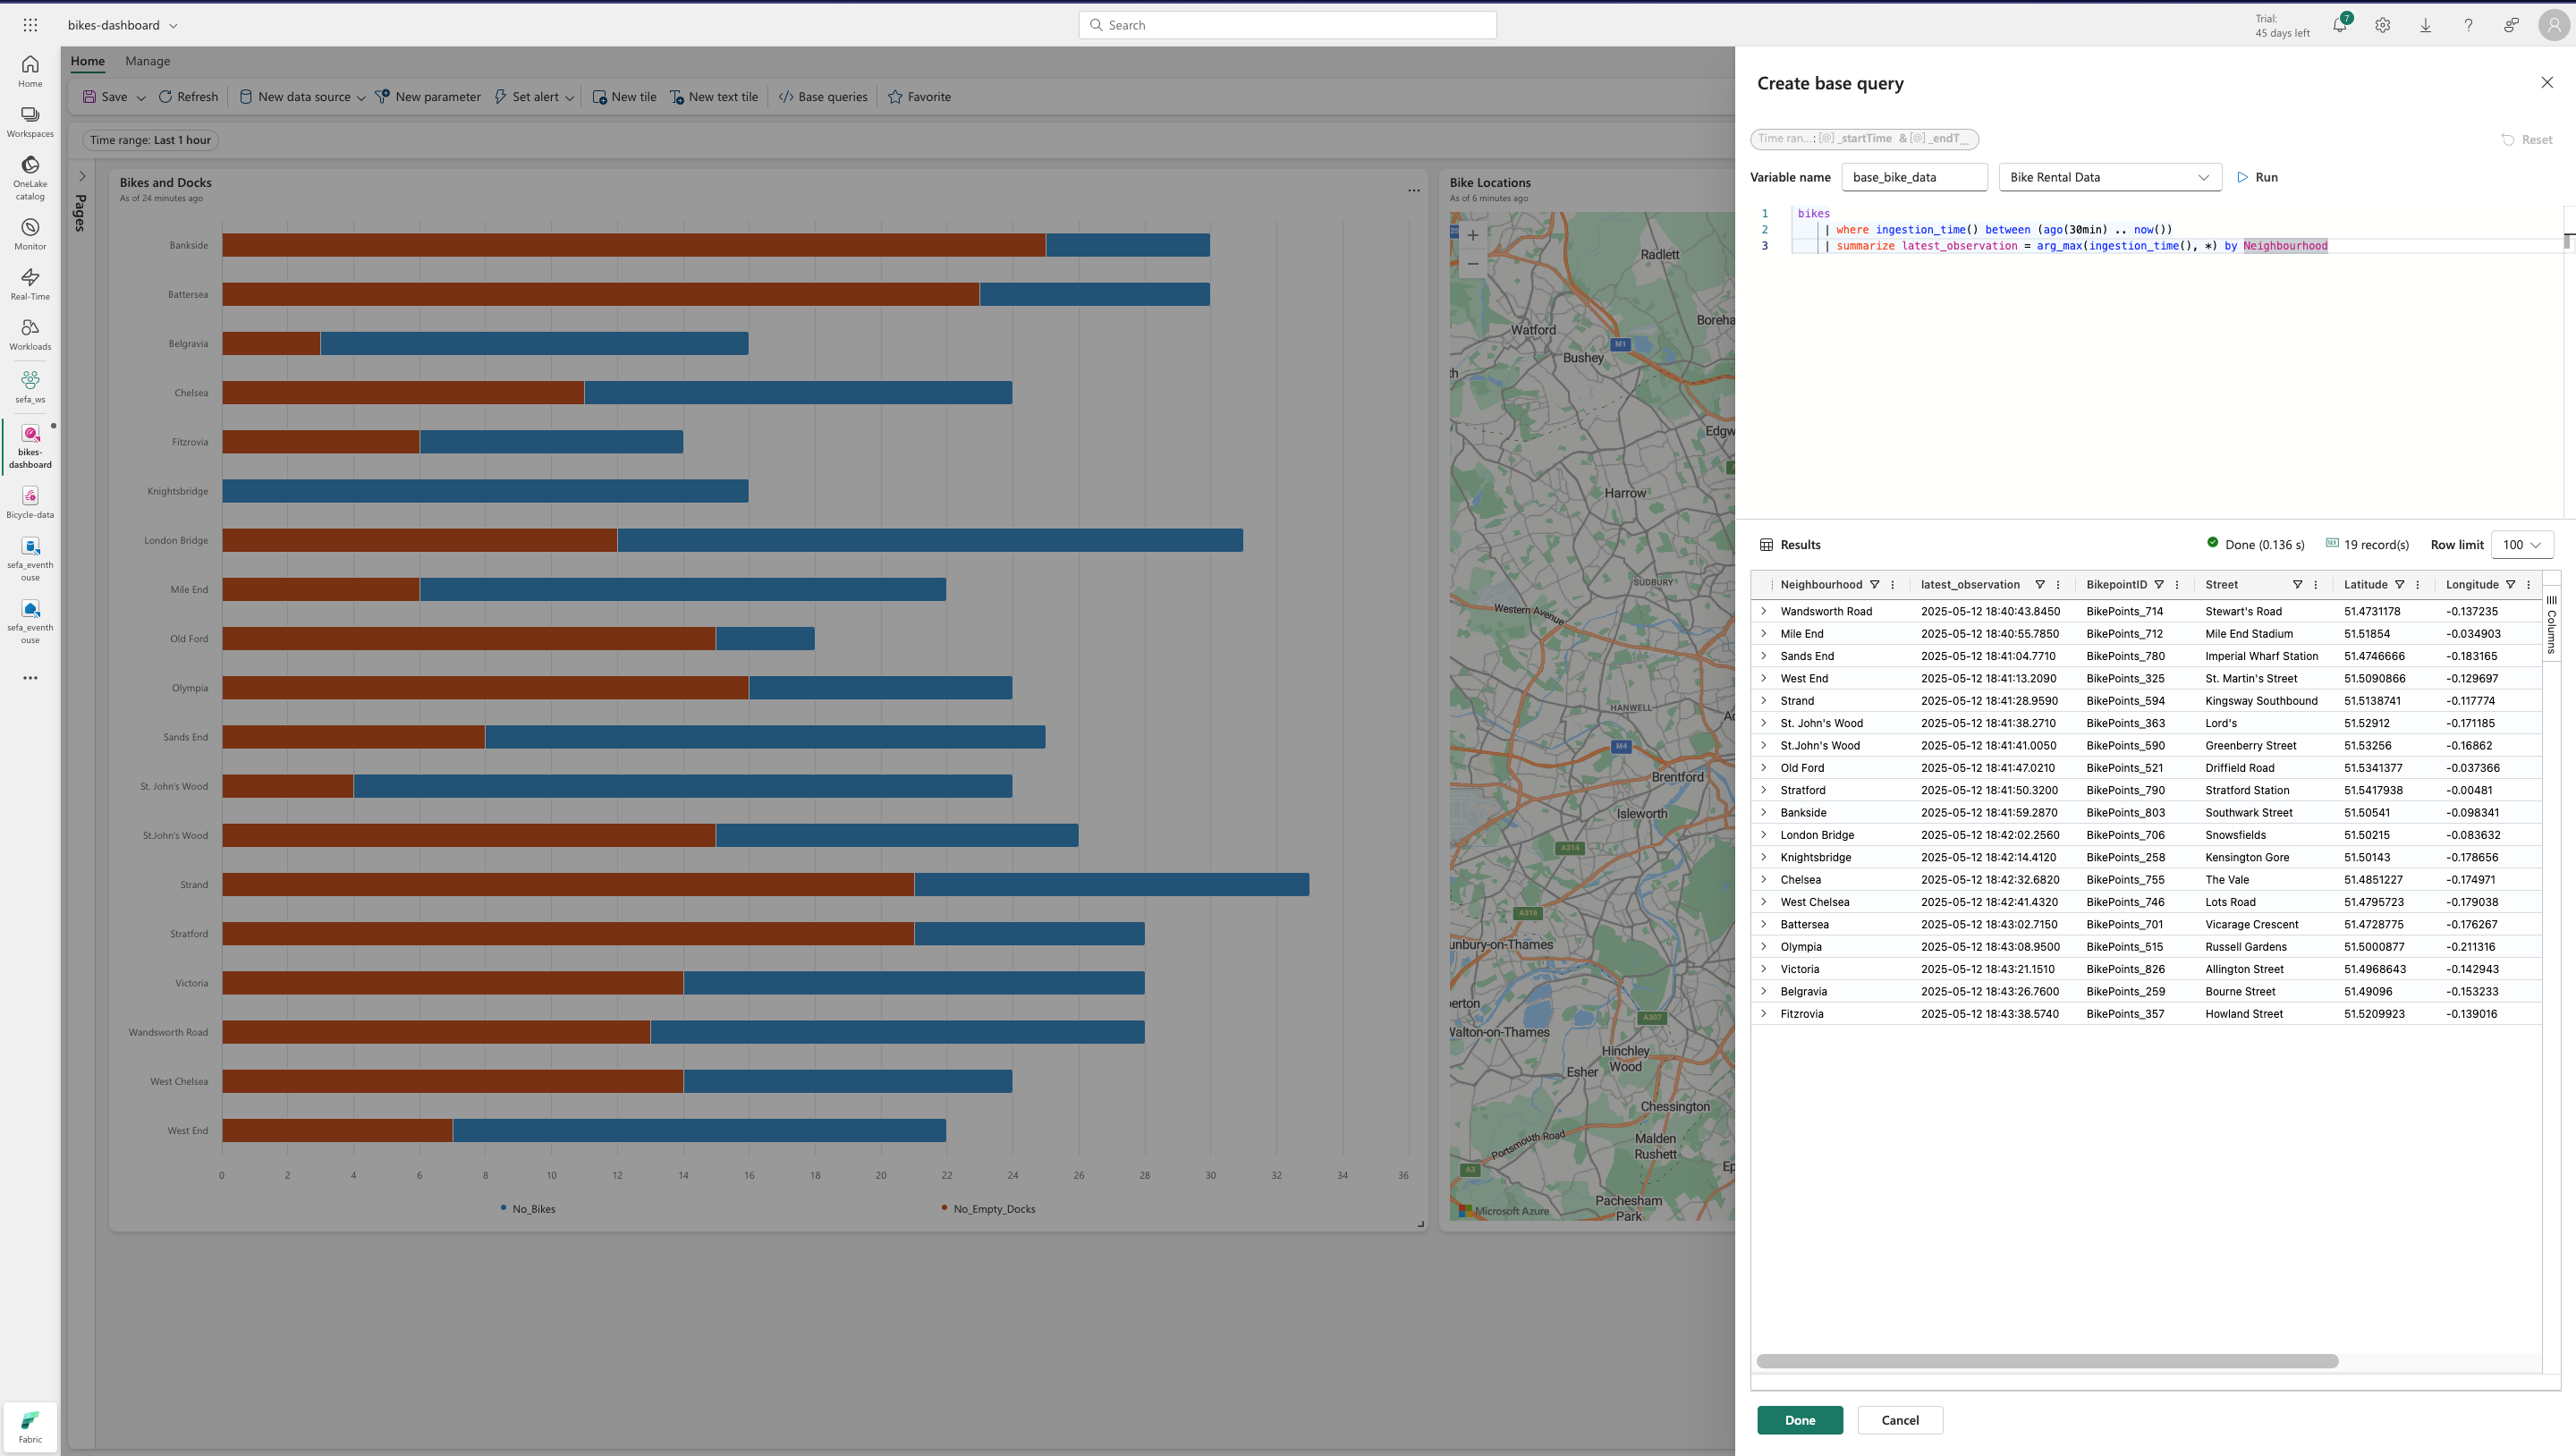 bikes-dashboard
Search
Trial:
45 days left
7
Home
Workspaces
OneLake
catalog
Monitor
Real-Time
Workloads
sefa_ws
bikes-
dashboard
Bicycle-data
sefa_eventh
ouse
sefa_eventh
ouse
Fabric
Home Manage
Save Refresh New data source New parameter Set alert New tile New text tile Base queries Favorite
Time range: Last 1 hour
Pages
Bikes and Docks
As of 24 minutes ago
Bankside
Battersea
Belgravia
Chelsea
Fitzrovia
Knightsbridge
London Bridge
Mile End
Old Ford
Olympia
Sands End
St. John's Wood
St.John's Wood
Strand
Stratford
Victoria
Wandsworth Road
West Chelsea
West End
0 2 4 6 8 10 12 14 16 18 20 22 24 26 28 30 32 34 36
No_Bikes No_Empty_Docks
Bike Locations
As of 6 minutes ago
Radlett
Watford
Boreha
M1
Bushey
Edgw
Harrow
SUDBURY
Western Avenue
HANWELL
M4
Brentford
Isleworth
A314
A316
unbury-on-Thames
erton
A307
Walton-on-Thames
Hinchley
Wood
Esher
Chessington
Portsmouth Road
Malden
Rushett
Ep
A3
Pachesham
Park
Microsoft Azure
Create base query
Time ran... : [@] _startTime & [@] _endT...
Reset
Variable name base_bike_data Bike Rental Data Run
1 bikes
2 | where ingestion_time() between (ago(30min) .. now())
3 | summarize latest_observation = arg_max(ingestion_time(), *) by Neighbourhood
Results Done (0.136 s) 19 record(s) Row limit 100
Neighbourhood latest_observation BikepointID Street Latitude Longitude
Columns
Wandsworth Road 2025-05-12 18:40:43.8450 BikePoints_714 Stewart's Road 51.4731178 -0.137235
Mile End 2025-05-12 18:40:55.7850 BikePoints_712 Mile End Stadium 51.51854 -0.034903
Sands End 2025-05-12 18:41:04.7710 BikePoints_780 Imperial Wharf Station 51.4746666 -0.183165
West End 2025-05-12 18:41:13.2090 BikePoints_325 St. Martin's Street 51.5090866 -0.129697
Strand 2025-05-12 18:41:28.9590 BikePoints_594 Kingsway Southbound 51.5138741 -0.117774
St. John's Wood 2025-05-12 18:41:38.2710 BikePoints_363 Lord's 51.52912 -0.171185
St.John's Wood 2025-05-12 18:41:41.0050 BikePoints_590 Greenberry Street 51.53256 -0.16862
Old Ford 2025-05-12 18:41:47.0210 BikePoints_521 Driffield Road 51.5341377 -0.037366
Stratford 2025-05-12 18:41:50.3200 BikePoints_790 Stratford Station 51.5417938 -0.00481
Bankside 2025-05-12 18:41:59.2870 BikePoints_803 Southwark Street 51.50541 -0.098341
London Bridge 2025-05-12 18:42:02.2560 BikePoints_706 Snowsfields 51.50215 -0.083632
Knightsbridge 2025-05-12 18:42:14.4120 BikePoints_258 Kensington Gore 51.50143 -0.178656
Chelsea 2025-05-12 18:42:32.6820 BikePoints_755 The Vale 51.4851227 -0.174971
West Chelsea 2025-05-12 18:42:41.4320 BikePoints_746 Lots Road 51.4795723 -0.179038
Battersea 2025-05-12 18:43:02.7150 BikePoints_701 Vicarage Crescent 51.4728775 -0.176267
Olympia 2025-05-12 18:43:08.9500 BikePoints_515 Russell Gardens 51.5000877 -0.211316
Victoria 2025-05-12 18:43:21.1510 BikePoints_826 Allington Street 51.4968643 -0.142943
Belgravia 2025-05-12 18:43:26.7600 BikePoints_259 Bourne Street 51.49096 -0.153233
Fitzrovia 2025-05-12 18:43:38.5740 BikePoints_357 Howland Street 51.5209923 -0.139016
Done Cancel